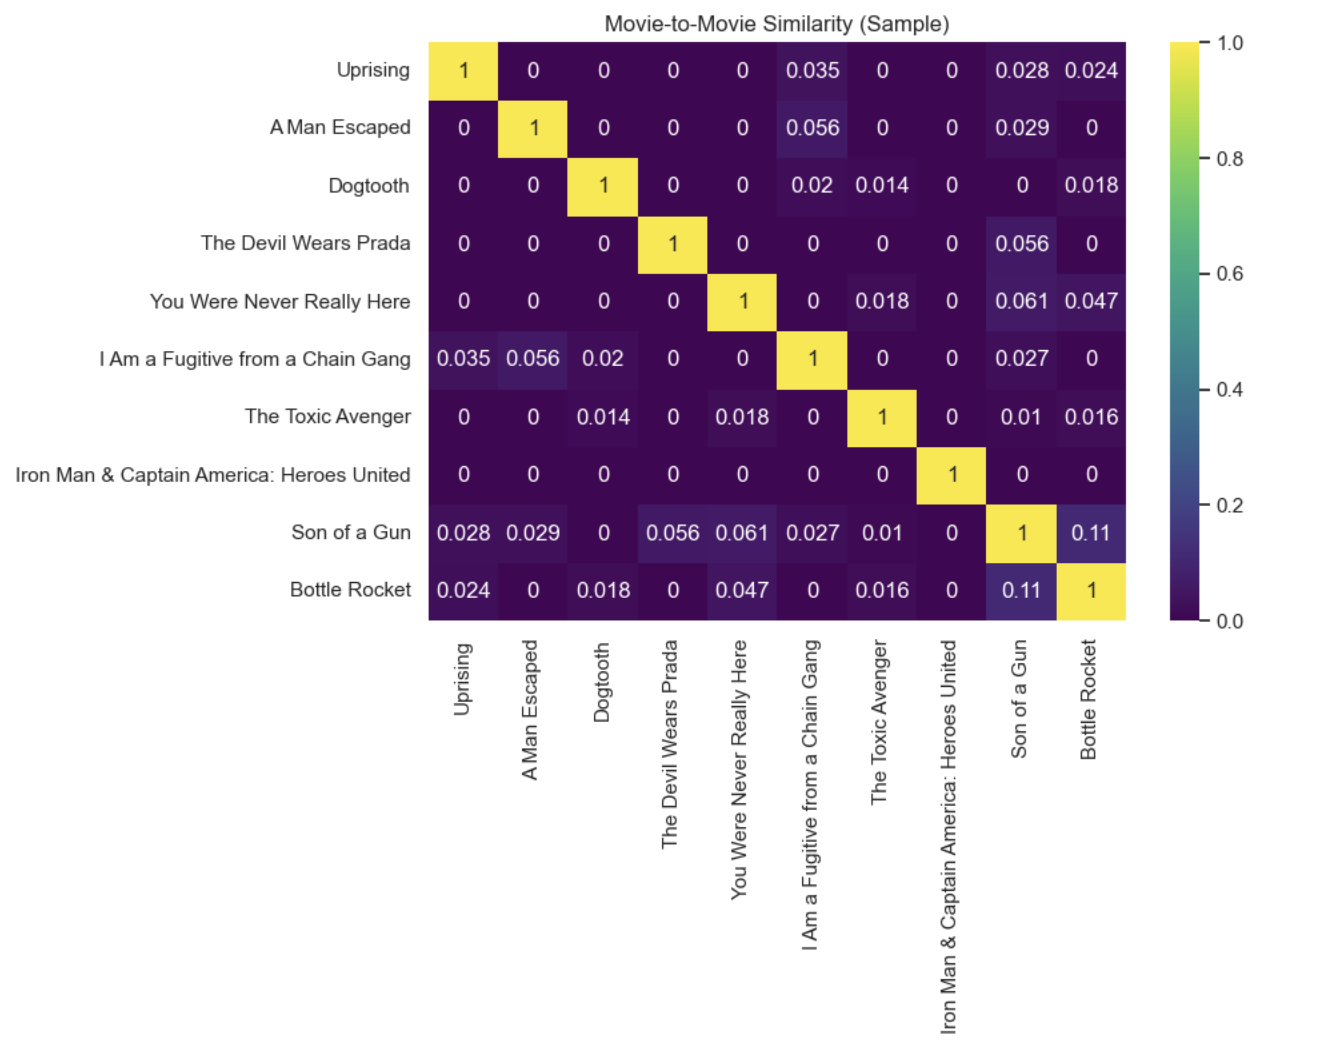 Movie-to-Movie Similarity (Sample)
Uprising 1 0 0 0 0 0.035 0 0 0.028 0.024
A Man Escaped 0 1 0 0 0 0.056 0 0 0.029 0
Dogtooth 0 0 1 0 0 0.02 0.014 0 0 0.018
The Devil Wears Prada 0 0 0 1 0 0 0 0 0.056 0
You Were Never Really Here 0 0 0 0 1 0 0.018 0 0.061 0.047
I Am a Fugitive from a Chain Gang 0.035 0.056 0.02 0 0 1 0 0 0.027 0
The Toxic Avenger 0 0 0.014 0 0.018 0 1 0 0.01 0.016
Iron Man & Captain America: Heroes United 0 0 0 0 0 0 0 1 0 0
Son of a Gun 0.028 0.029 0 0.056 0.061 0.027 0.01 0 1 0.11
Bottle Rocket 0.024 0 0.018 0 0.047 0 0.016 0 0.11 1
Uprising
A Man Escaped
Dogtooth
The Devil Wears Prada
You Were Never Really Here
I Am a Fugitive from a Chain Gang
The Toxic Avenger
Iron Man & Captain America: Heroes United
Son of a Gun
Bottle Rocket
1.0
0.8
0.6
0.4
0.2
0.0